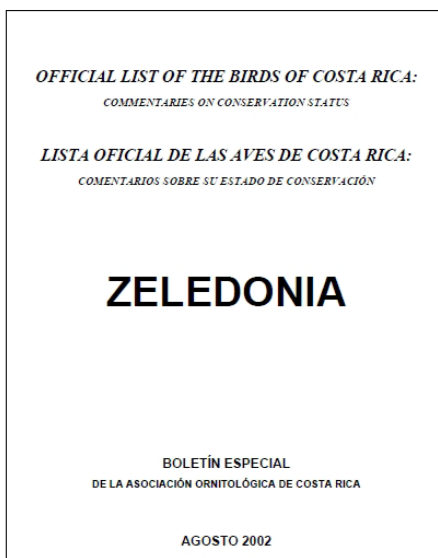 OFFICIAL LIST OF THE BIRDS OF COSTA RICA:
COMMENTARIES ON CONSERVATION STATUS
LISTA OFICIAL DE LAS AVES DE COSTA RICA:
COMENTARIOS SOBRE SU ESTADO DE CONSERVACIÓN
ZELEDONIA
BOLETÍN ESPECIAL
DE LA ASOCIACIÓN ORNITOLÓGICA DE COSTA RICA
AGOSTO 2002